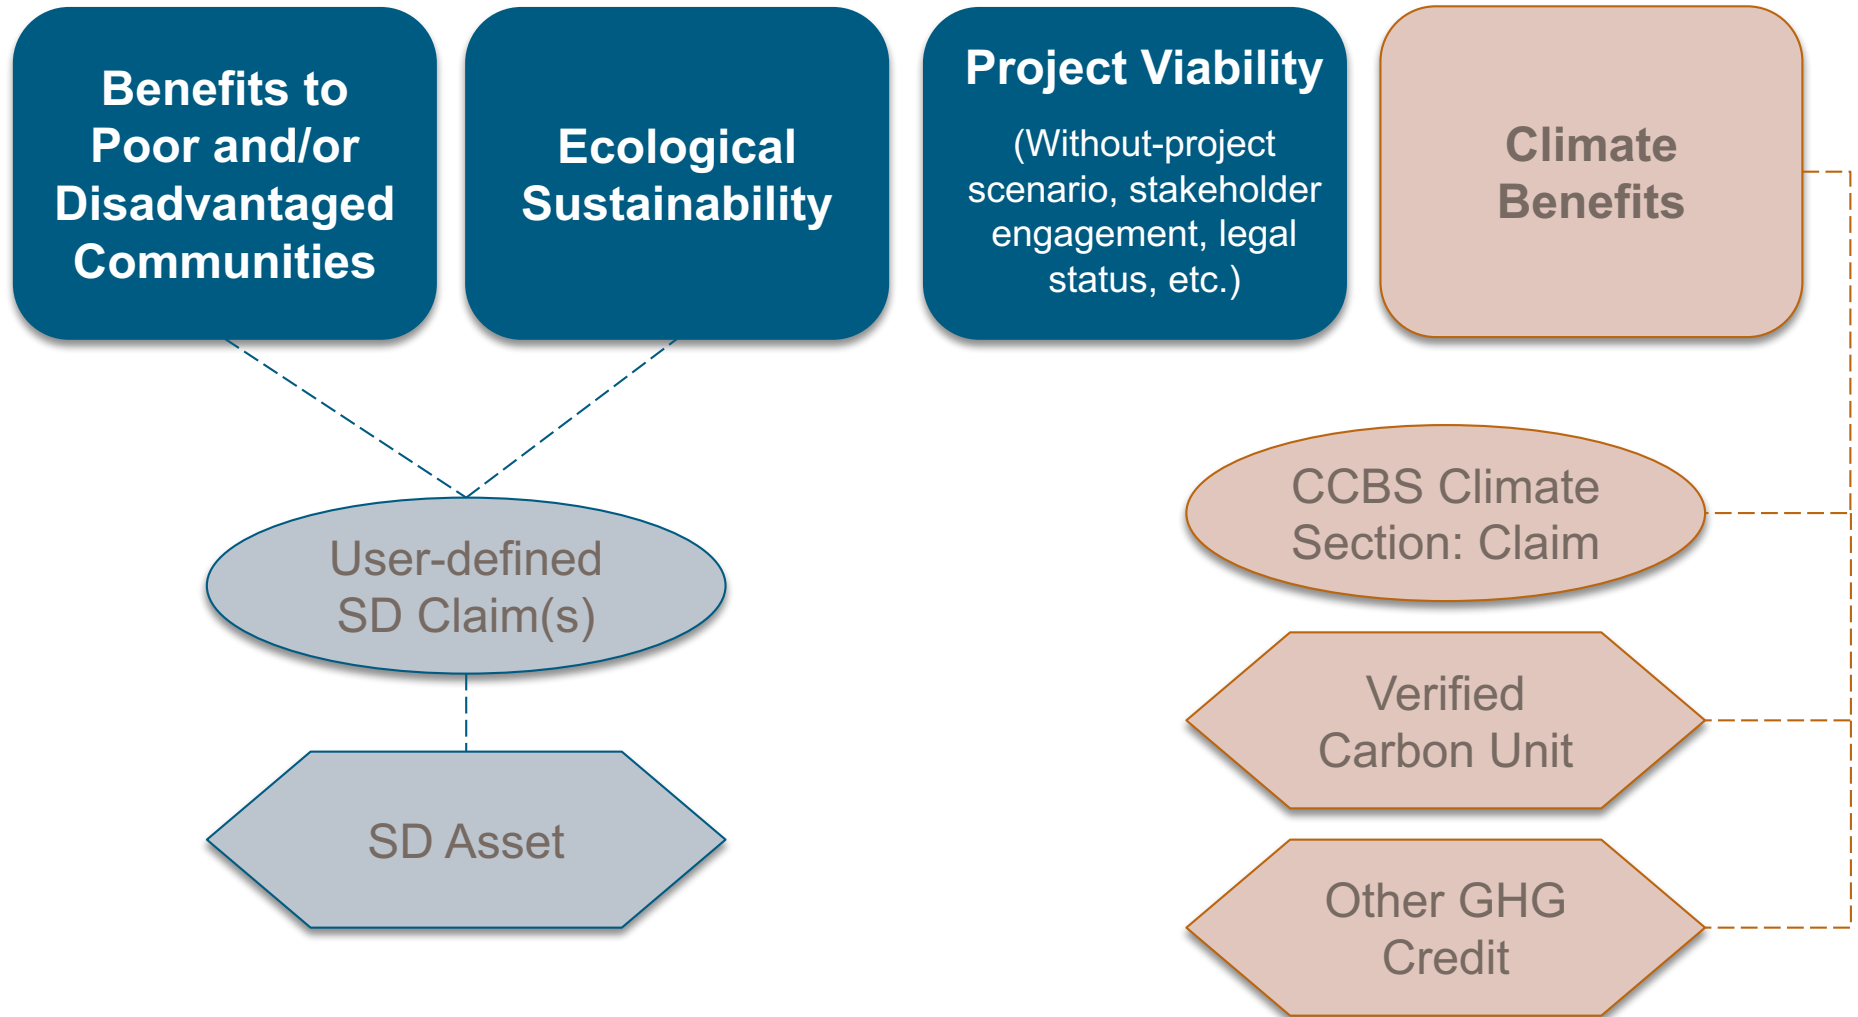 Benefits to
Poor and/or
Disadvantaged
Communities
Ecological
Sustainability
Project Viability
(Without-project
scenario, stakeholder
engagement, legal
status, etc.)
Climate
Benefits
User-defined
SD Claim(s)
SD Asset
CCBS Climate
Section: Claim
Verified
Carbon Unit
Other GHG
Credit